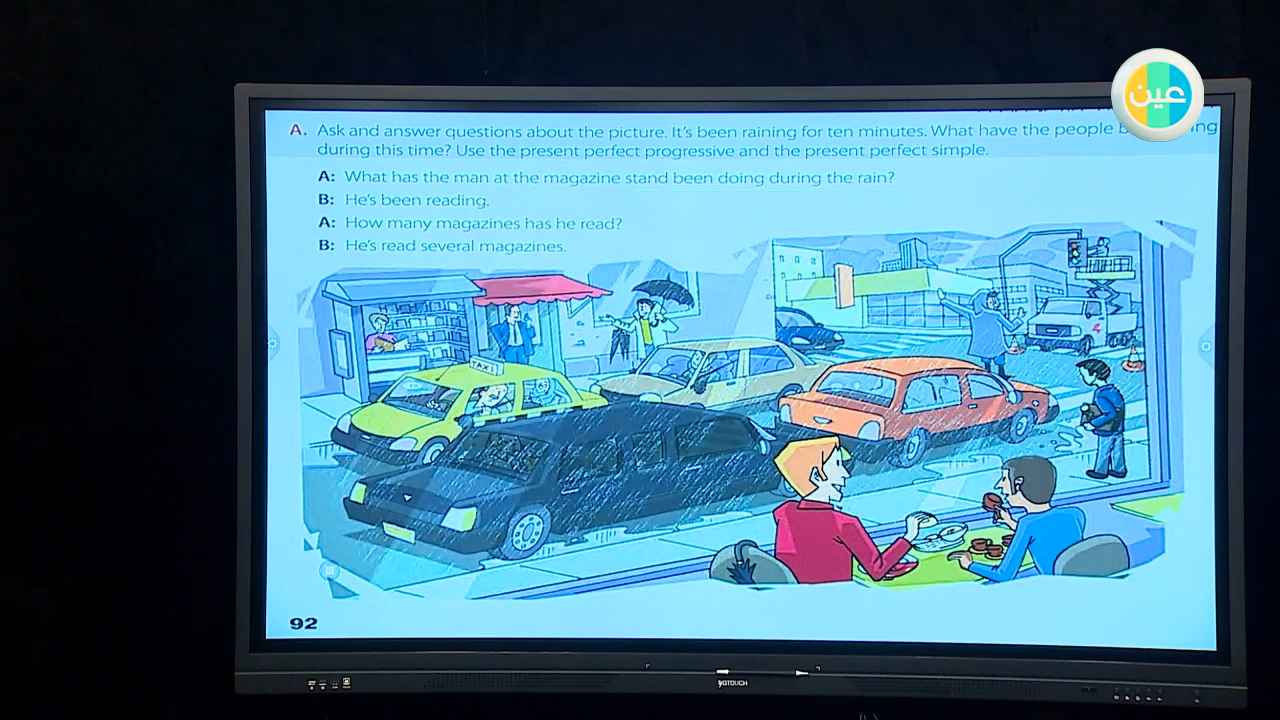 عين
A. Ask and answer questions about the picture. It's been raining for ten minutes. What have the people
during this time? Use the present perfect progressive and the present perfect simple.
A: What has the man at the magazine stand been doing during the rain?
B: He's been reading.
A: How many magazines has he read?
B: He's read several magazines.
TAXI
92
YOTOUCH